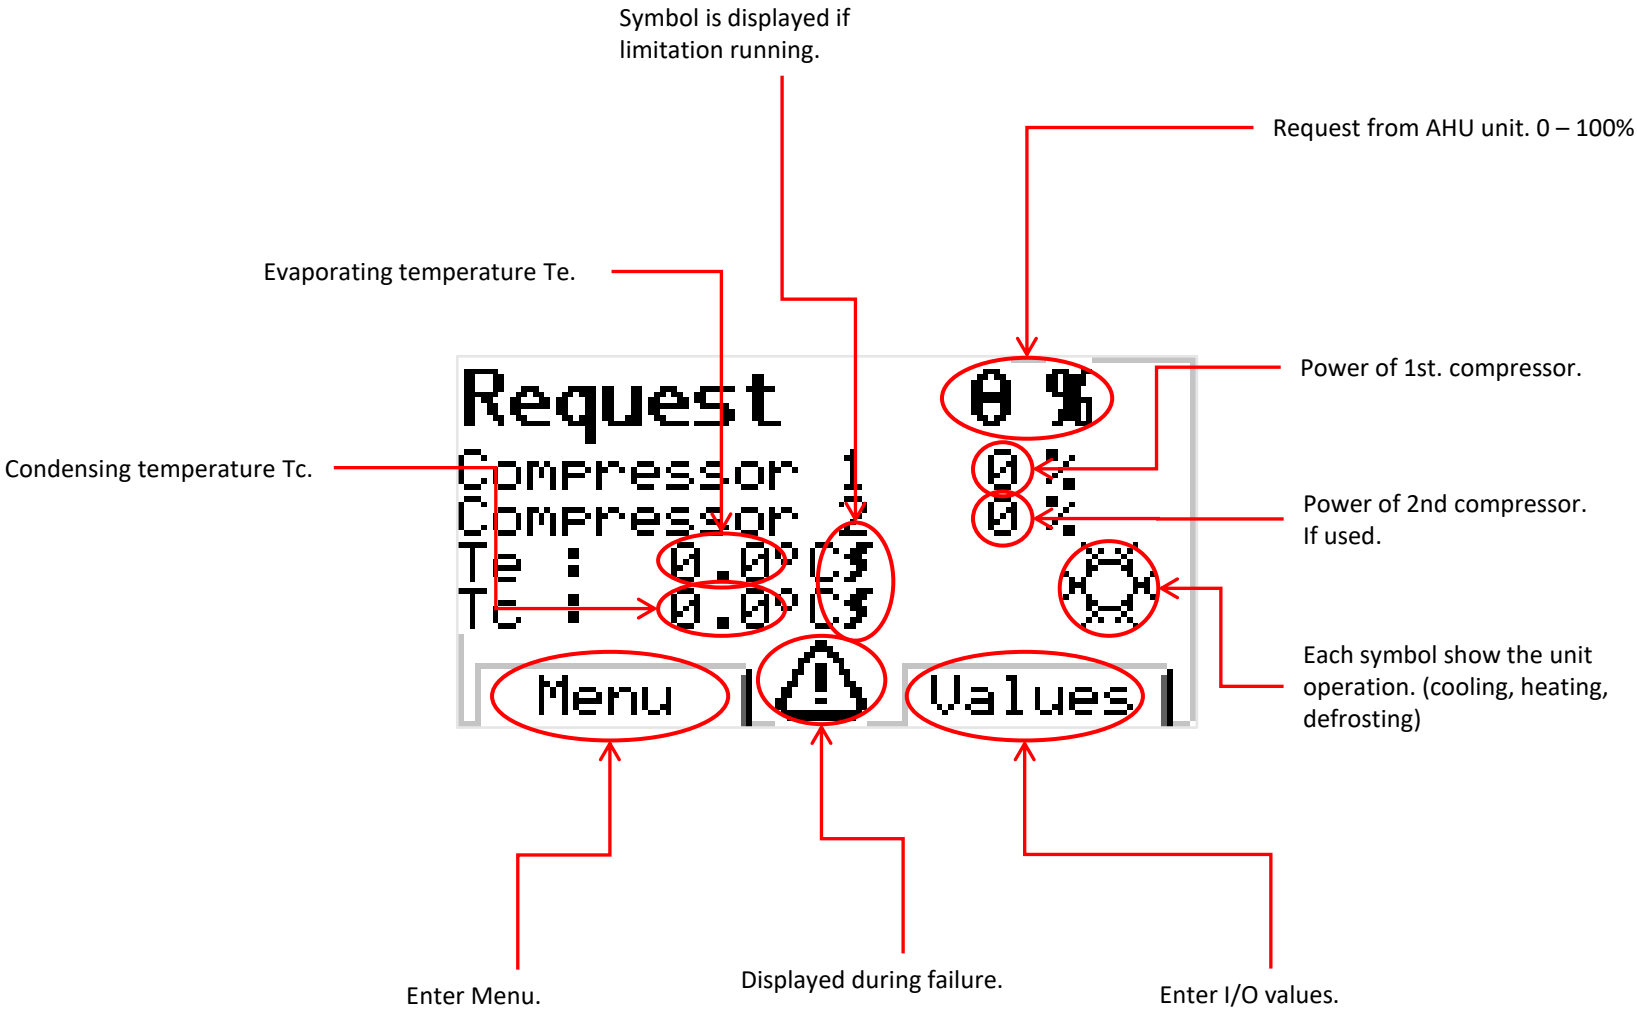 Symbol is displayed if
limitation running.
Request from AHU unit. 0 – 100%
Evaporating temperature Te.
Power of 1st. compressor.
Condensing temperature Tc.
Power of 2nd compressor.
If used.
Each symbol show the unit
operation. (cooling, heating,
defrosting)
Request 0 %
Compressor 1 0 %
Compressor 2 0 %
Te : 0.0°C
Tc : 0.0°C
Menu
Values
Enter Menu.
Displayed during failure.
Enter I/O values.